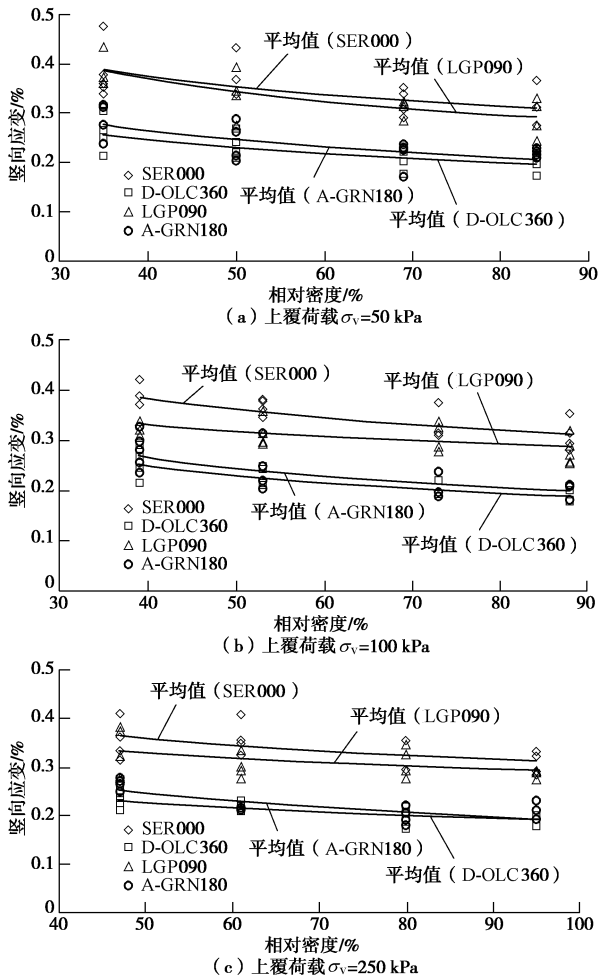 0.5
0.4
0.3
0.2
0.1
0
竖向应变/%
平均值（SER000）
平均值（LGP090）
平均值（A-GRN180）
平均值（D-OLC360）
◇ SER000
□ D-OLC360
△ LGP090
○ A-GRN180
30 40 50 60 70 80 90
相对密度/%
（a）上覆荷载σV=50 kPa
0.5
0.4
0.3
0.2
0.1
0
竖向应变/%
平均值（SER000）
平均值（LGP090）
平均值（A-GRN180）
平均值（D-OLC360）
◇ SER000
□ D-OLC360
△ LGP090
○ A-GRN180
30 40 50 60 70 80 90
相对密度/%
（b）上覆荷载σV=100 kPa
0.5
0.4
0.3
0.2
0.1
0
竖向应变/%
平均值（SER000）
平均值（LGP090）
平均值（A-GRN180）
平均值（D-OLC360）
◇ SER000
□ D-OLC360
△ LGP090
○ A-GRN180
40 50 60 70 80 90 100
相对密度/%
（c）上覆荷载σV=250 kPa